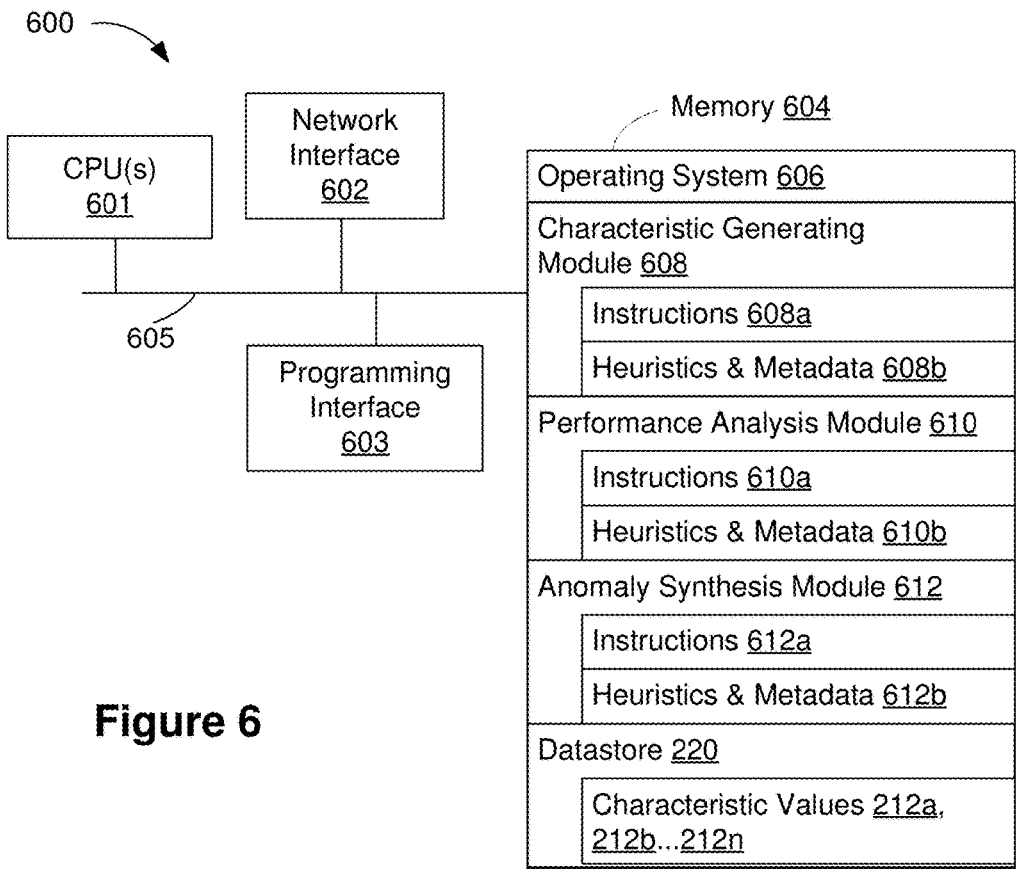 600
CPU(s)
601
Network
Interface
602
605
Programming
Interface
603
Memory 604
Operating System 606
Characteristic Generating
Module 608
Instructions 608a
Heuristics & Metadata 608b
Performance Analysis Module 610
Instructions 610a
Heuristics & Metadata 610b
Anomaly Synthesis Module 612
Instructions 612a
Heuristics & Metadata 612b
Datastore 220
Characteristic Values 212a,
212b...212n
Figure 6